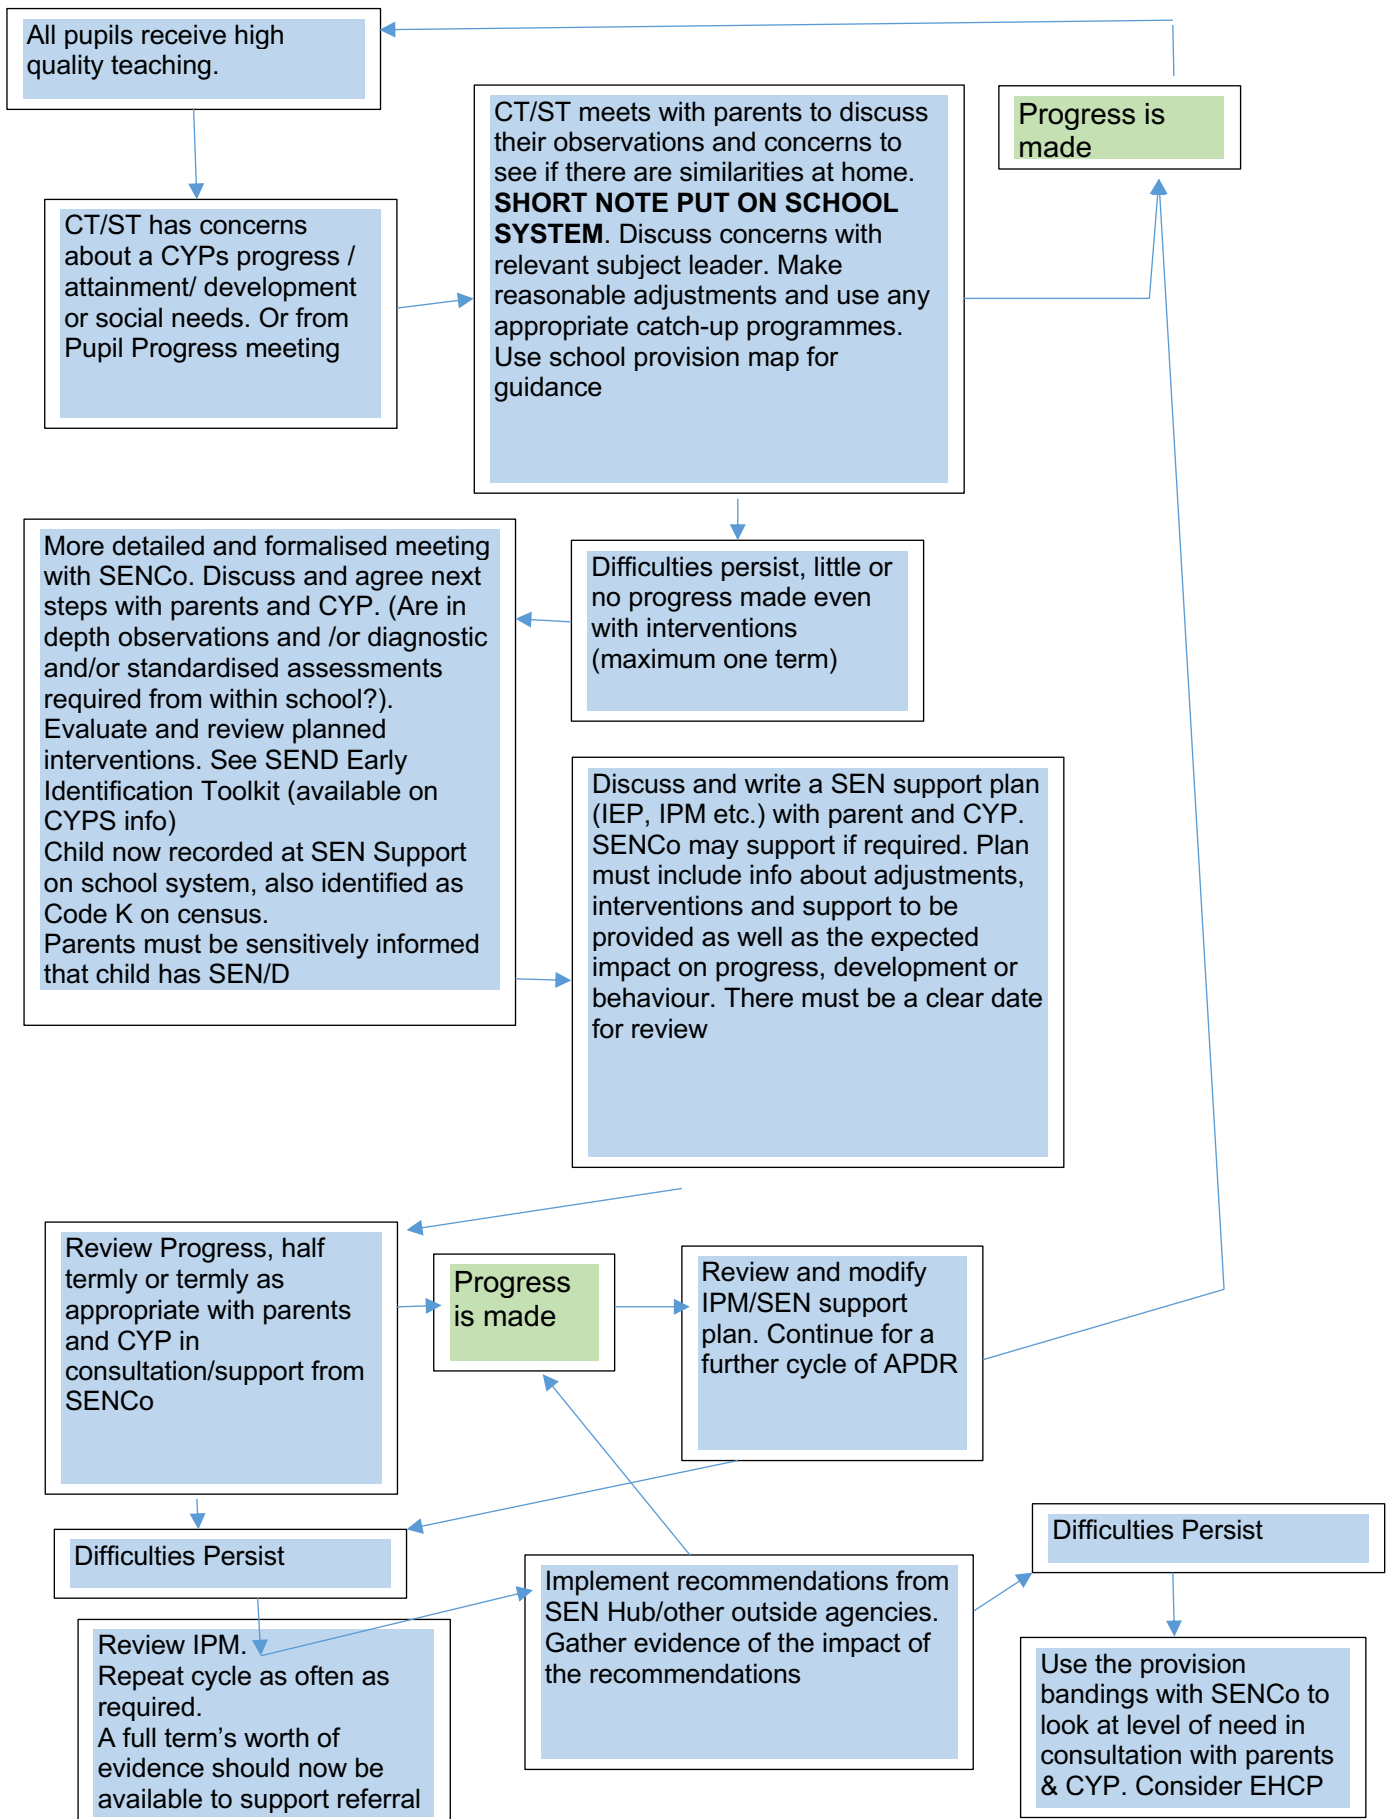 All pupils receive high
quality teaching.
CT/ST has concerns
about a CYPs progress /
attainment/ development
or social needs. Or from
Pupil Progress meeting
CT/ST meets with parents to discuss
their observations and concerns to
see if there are similarities at home.
SHORT NOTE PUT ON SCHOOL
SYSTEM. Discuss concerns with
relevant subject leader. Make
reasonable adjustments and use any
appropriate catch-up programmes.
Use school provision map for
guidance
Progress is
made
Difficulties persist, little or
no progress made even
with interventions
(maximum one term)
More detailed and formalised meeting
with SENCo. Discuss and agree next
steps with parents and CYP. (Are in
depth observations and /or diagnostic
and/or standardised assessments
required from within school?).
Evaluate and review planned
interventions. See SEND Early
Identification Toolkit (available on
CYPS info)
Child now recorded at SEN Support
on school system, also identified as
Code K on census.
Parents must be sensitively informed
that child has SEN/D
Discuss and write a SEN support plan
(IEP, IPM etc.) with parent and CYP.
SENCo may support if required. Plan
must include info about adjustments,
interventions and support to be
provided as well as the expected
impact on progress, development or
behaviour. There must be a clear date
for review
Review Progress, half
termly or termly as
appropriate with parents
and CYP in
consultation/support from
SENCo
Progress
is made
Review and modify
IPM/SEN support
plan. Continue for a
further cycle of APDR
Difficulties Persist
Review IPM.
Repeat cycle as often as
required.
A full term’s worth of
evidence should now be
available to support referral
Implement recommendations from
SEN Hub/other outside agencies.
Gather evidence of the impact of
the recommendations
Difficulties Persist
Use the provision
bandings with SENCo to
look at level of need in
consultation with parents
& CYP. Consider EHCP